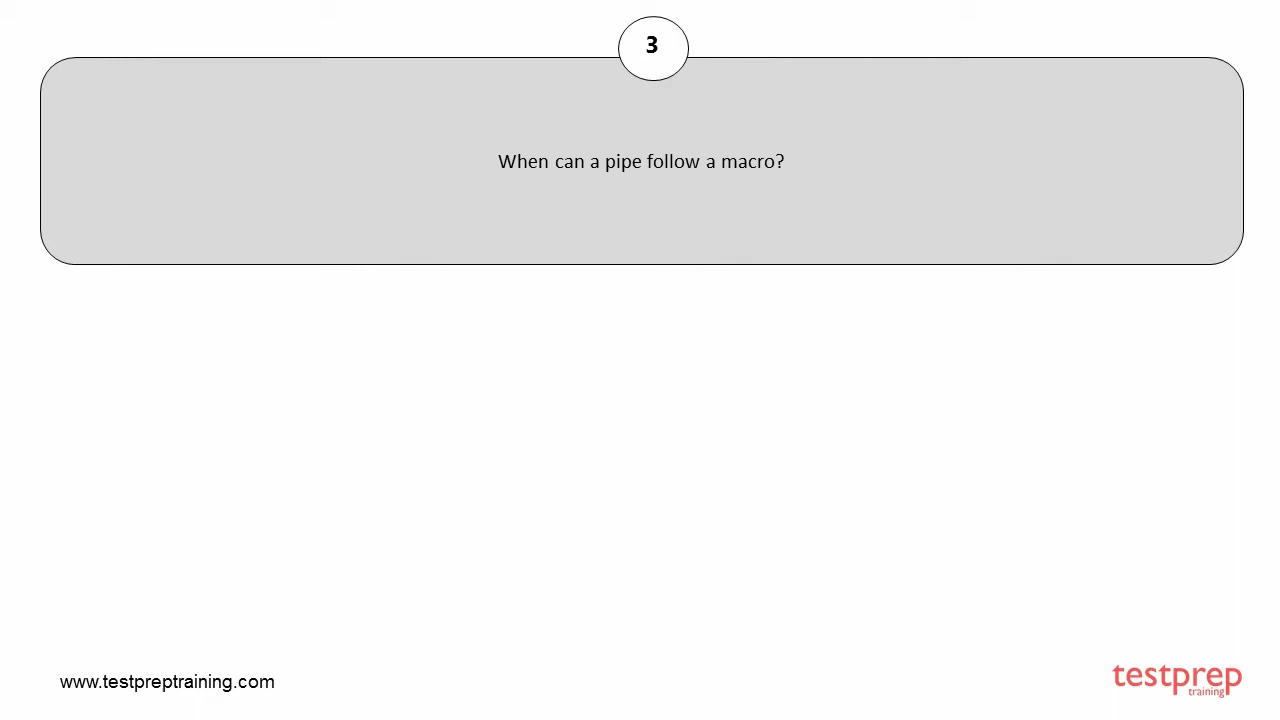 3
When can a pipe follow a macro?
www.testpreptraining.com
testprep
training